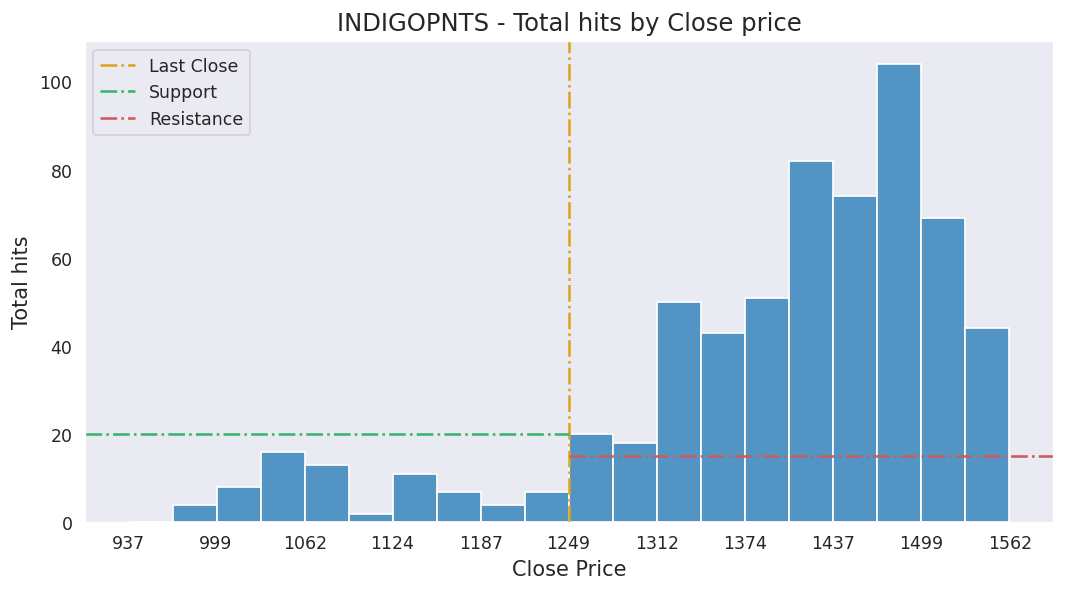 INDIGOPNTS - Total hits by Close price
Last Close
Support
Resistance
Total hits
100
80
60
40
20
0
937 999 1062 1124 1187 1249 1312 1374 1437 1499 1562
Close Price